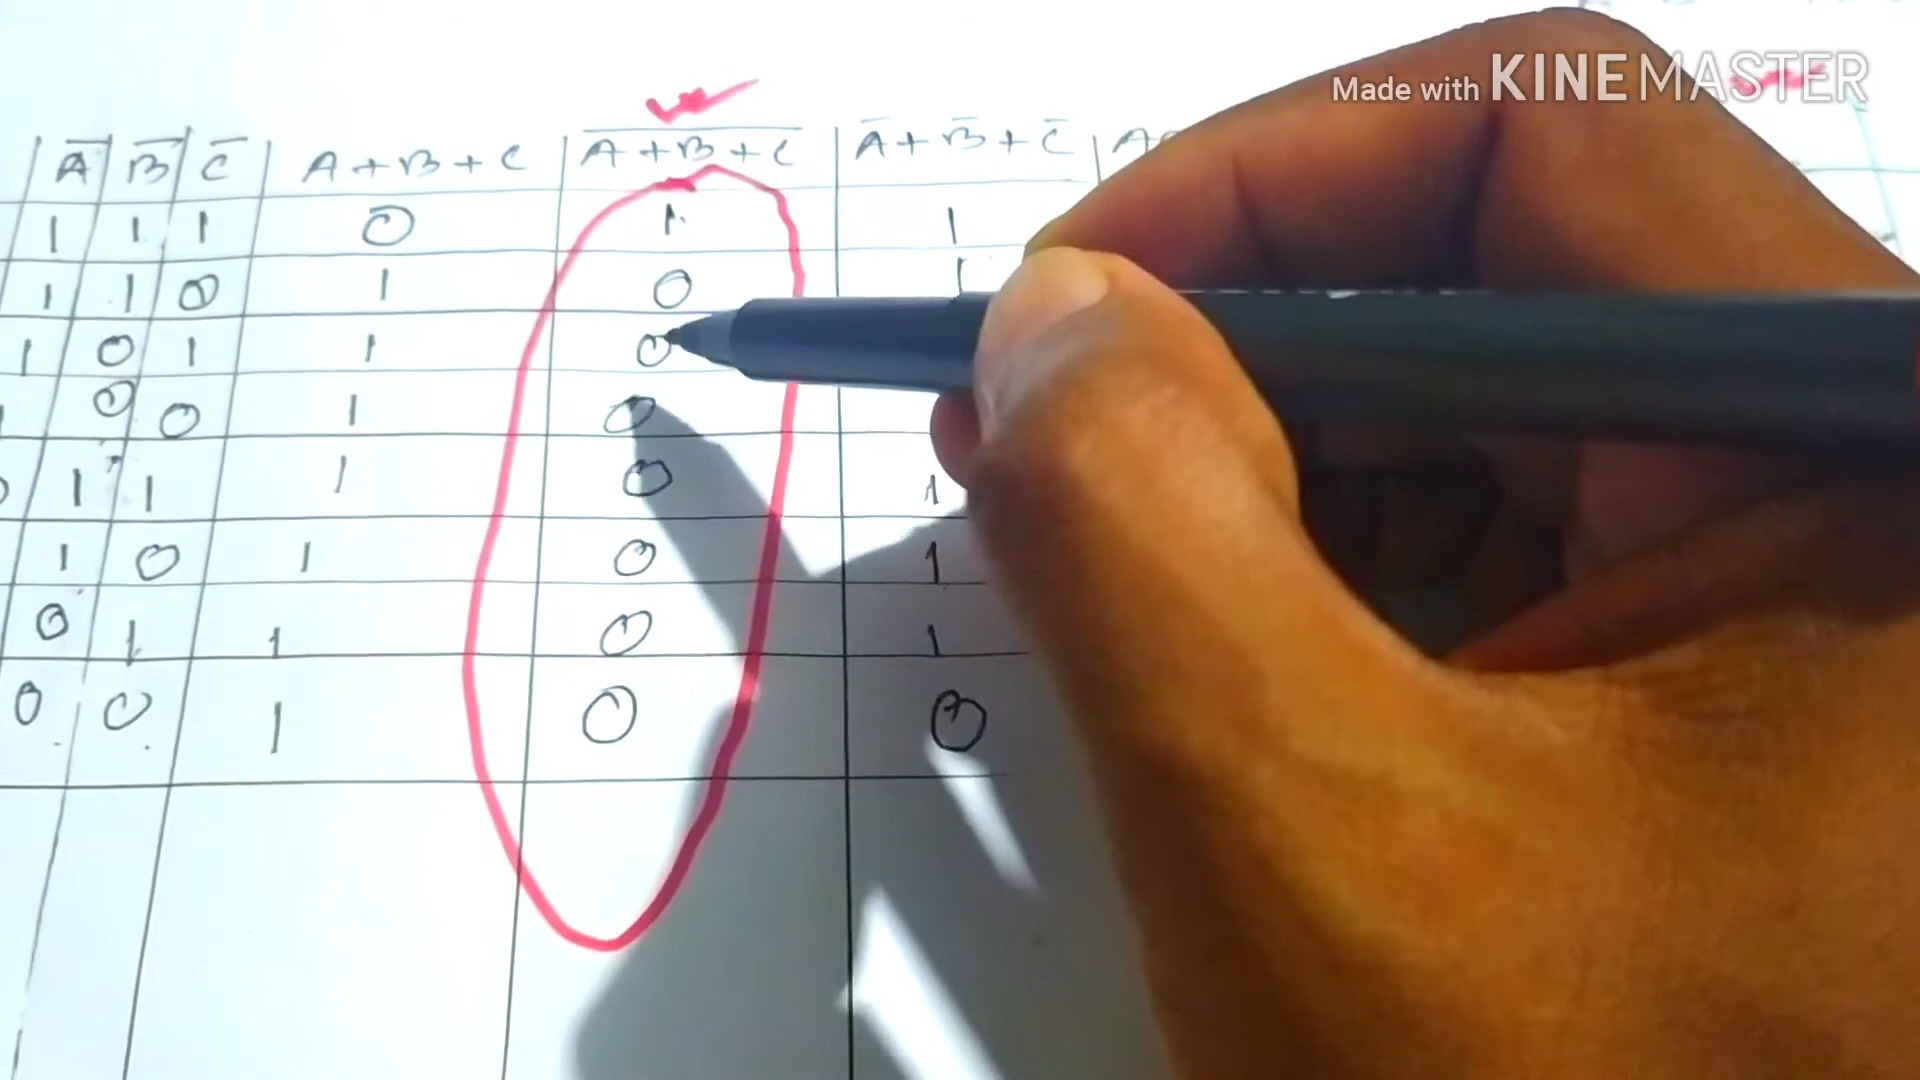 Made with KINEMASTER
A̅ B̅ C̅ A+B+C A̅+̅B̅+̅C̅ A̅+B̅+C̅
1 1 1 0 1 1
1 1 0 1 0 1
1 0 1 1 0
0 0 1 0
0 1 1 1 0 1
1 0 1 0 1
0 1 1 0 1
0 0 1 0 0